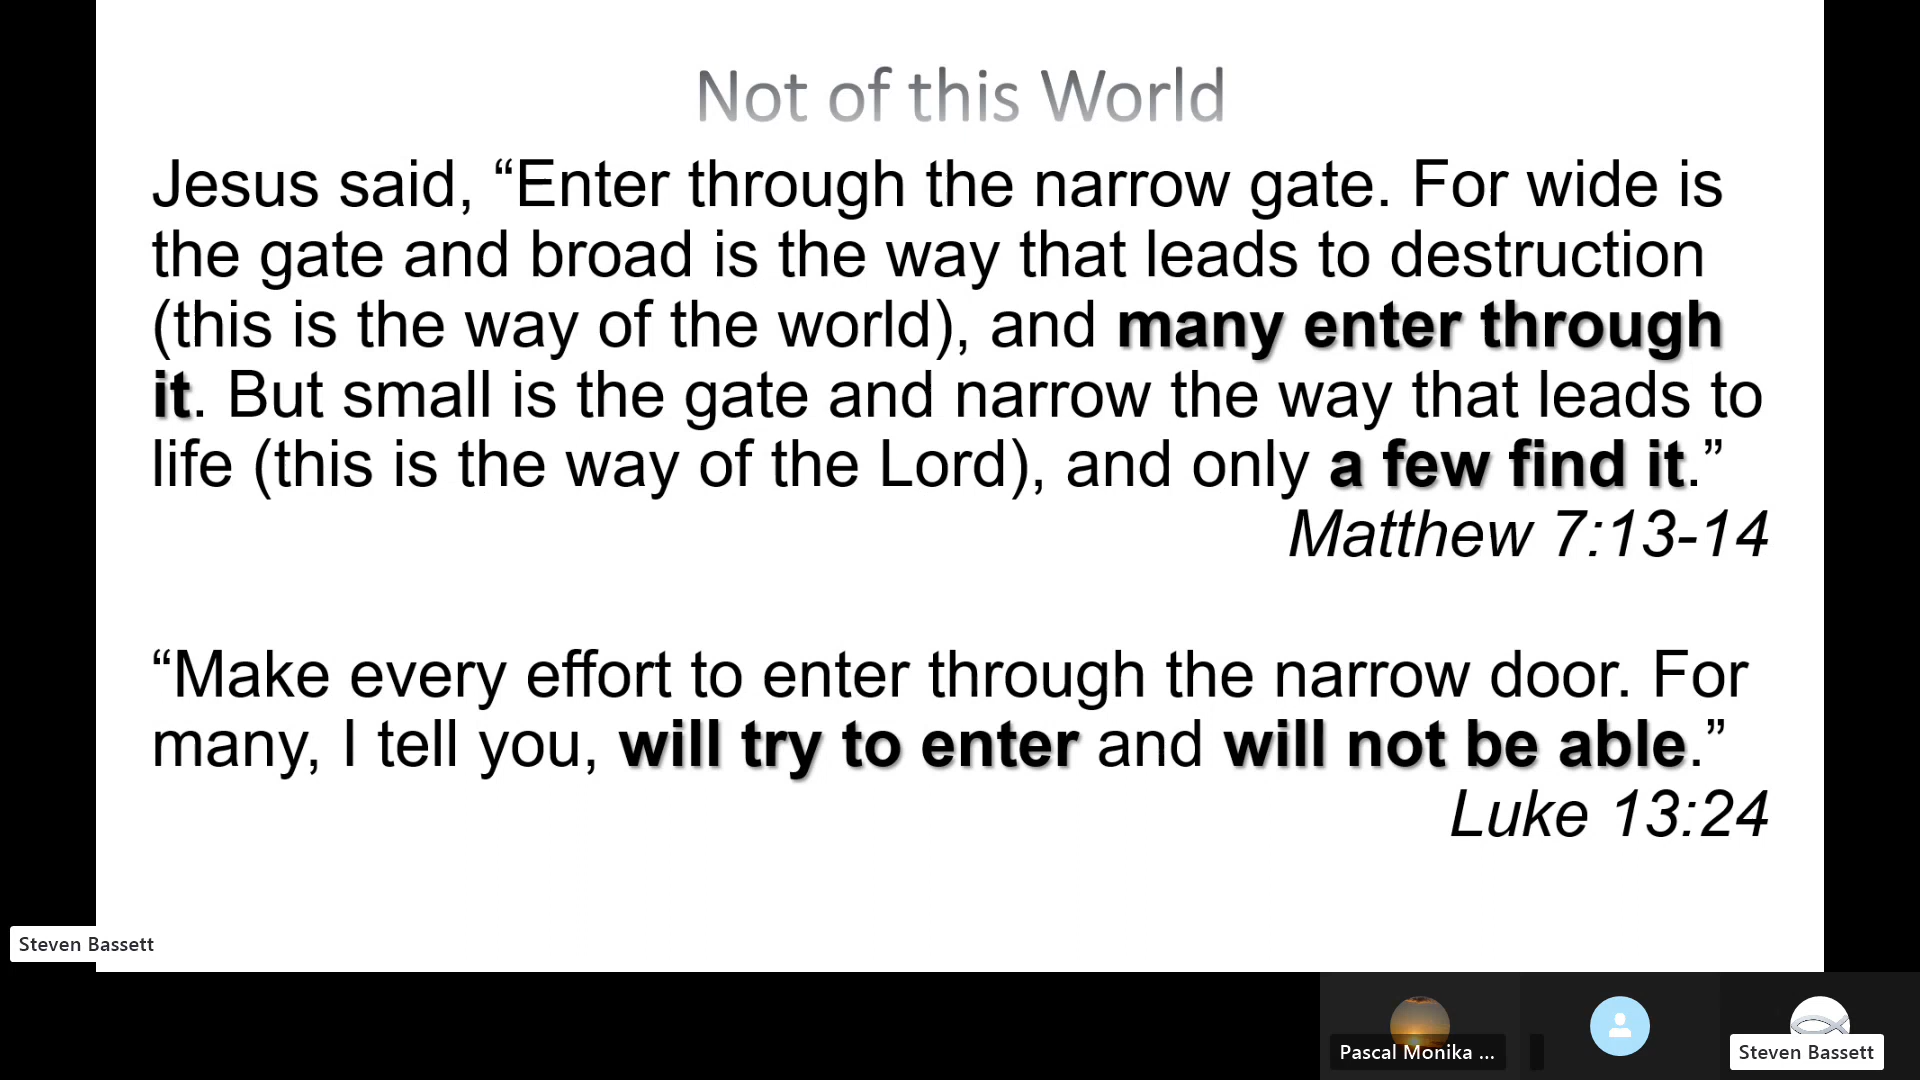 Not of this World
Jesus said, “Enter through the narrow gate. For wide is
the gate and broad is the way that leads to destruction
(this is the way of the world), and many enter through
it. But small is the gate and narrow the way that leads to
life (this is the way of the Lord), and only a few find it.”
Matthew 7:13-14
“Make every effort to enter through the narrow door. For
many, I tell you, will try to enter and will not be able.”
Luke 13:24
Steven Bassett
Pascal Monika ...
Steven Bassett